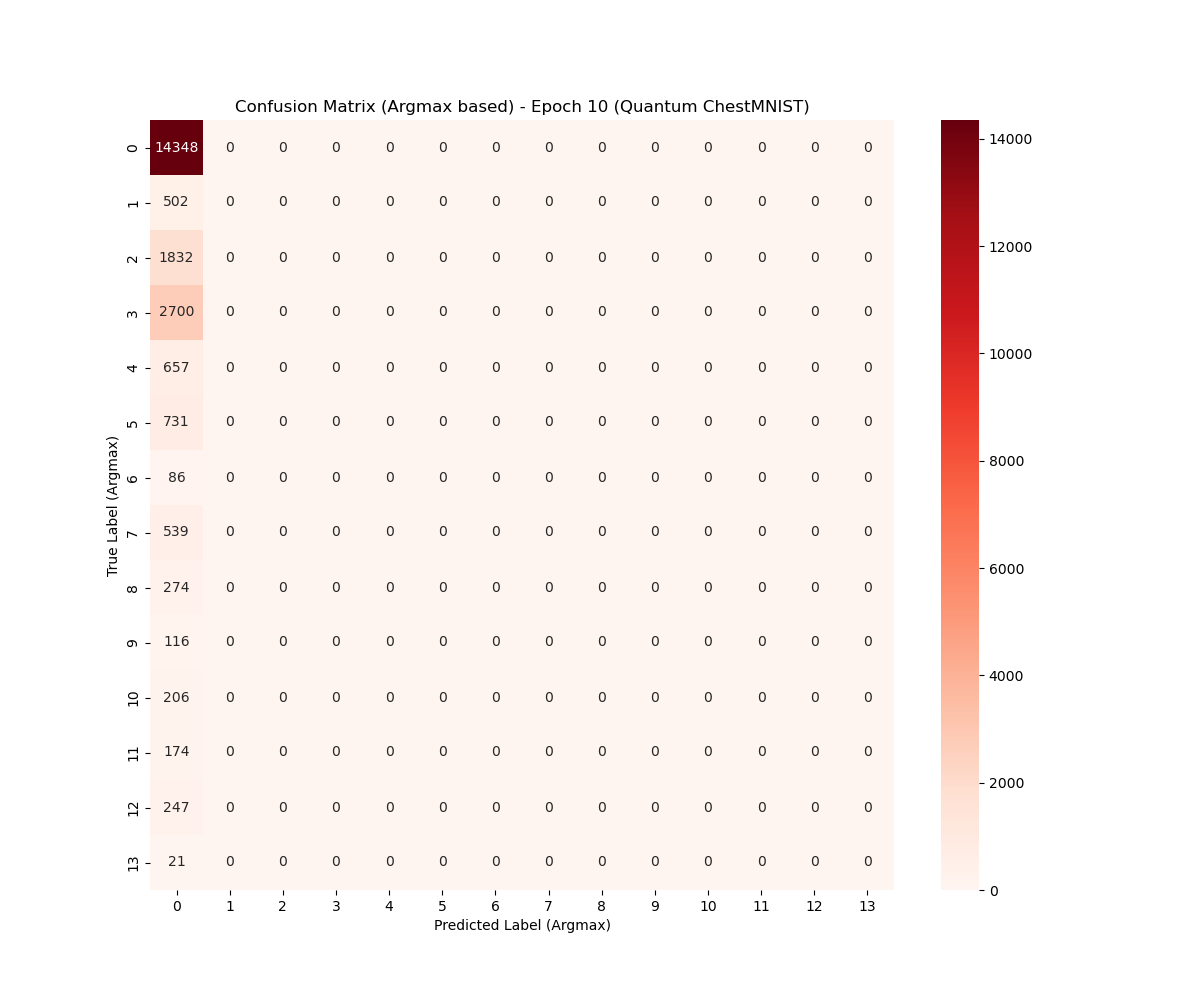 Confusion Matrix (Argmax based) - Epoch 10 (Quantum ChestMNIST)
True Label (Argmax)
0 14348 0 0 0 0 0 0 0 0 0 0 0 0 0
1 502 0 0 0 0 0 0 0 0 0 0 0 0 0
2 1832 0 0 0 0 0 0 0 0 0 0 0 0 0
3 2700 0 0 0 0 0 0 0 0 0 0 0 0 0
4 657 0 0 0 0 0 0 0 0 0 0 0 0 0
5 731 0 0 0 0 0 0 0 0 0 0 0 0 0
6 86 0 0 0 0 0 0 0 0 0 0 0 0 0
7 539 0 0 0 0 0 0 0 0 0 0 0 0 0
8 274 0 0 0 0 0 0 0 0 0 0 0 0 0
9 116 0 0 0 0 0 0 0 0 0 0 0 0 0
10 206 0 0 0 0 0 0 0 0 0 0 0 0 0
11 174 0 0 0 0 0 0 0 0 0 0 0 0 0
12 247 0 0 0 0 0 0 0 0 0 0 0 0 0
13 21 0 0 0 0 0 0 0 0 0 0 0 0 0
0 1 2 3 4 5 6 7 8 9 10 11 12 13
Predicted Label (Argmax)
14000
12000
10000
8000
6000
4000
2000
0